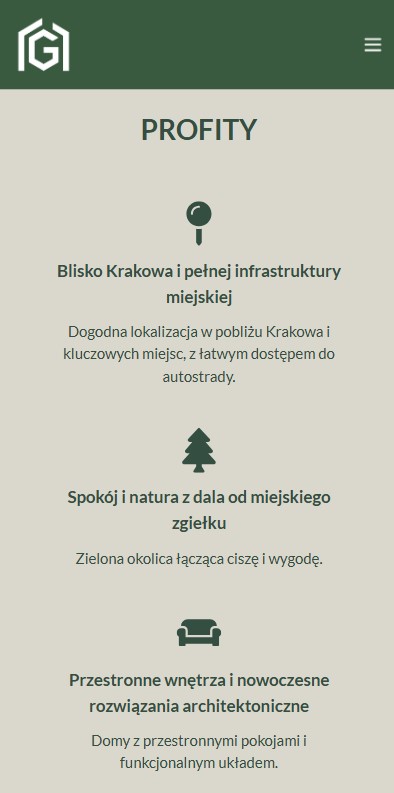 G
PROFITY
Blisko Krakowa i pełnej infrastruktury
miejskiej
Dogodna lokalizacja w pobliżu Krakowa i
kluczowych miejsc, z łatwym dostępem do
autostrady.
Spokój i natura z dala od miejskiego
zgiełku
Zielona okolica łącząca ciszę i wygodę.
Przestronne wnętrza i nowoczesne
rozwiązania architektoniczne
Domy z przestronnymi pokojami i
funkcjonalnym układem.